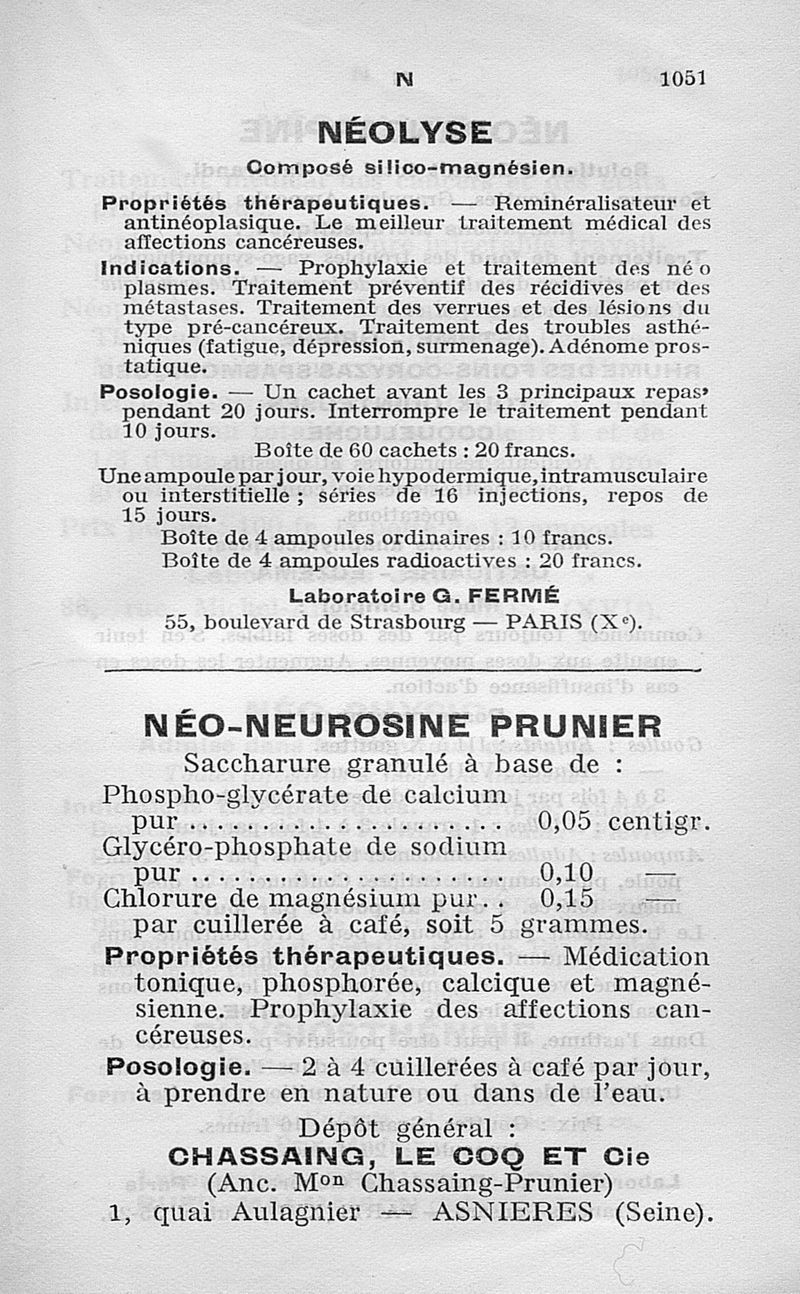 N 1051
NÉOLYSE
Composé silico-magnésien.
Propriétés thérapeutiques. — Reminéralisateur et
antinéoplasique. Le meilleur traitement médical des
affections cancéreuses.
Indications. — Prophylaxie et traitement des néo
plasmes. Traitement préventif des récidives et des
métastases. Traitement des verrues et des lésions du
type pré-cancéreux. Traitement des troubles asthé-
niques (fatigue, dépression, surmenage). Adénome pros-
tatique.
Posologie. — Un cachet avant les 3 principaux repas,
pendant 20 jours. Interrompre le traitement pendant
10 jours.
Boîte de 60 cachets : 20 francs.
Une ampoule par jour, voie hypodermique, intramusculaire
ou interstitielle ; séries de 16 injections, repos de
15 jours.
Boîte de 4 ampoules ordinaires : 10 francs.
Boîte de 4 ampoules radioactives : 20 francs.
Laboratoire G. FERMÉ
55, boulevard de Strasbourg — PARIS (Xe).
NÉO-NEUROSINE PRUNIER
Saccharure granulé à base de :
Phospho-glycérate de calcium
pur ..................... 0,05 centigr.
Glycéro-phosphate de sodium
pur ..................... 0,10 —
Chlorure de magnésium pur.. 0,15 —
par cuillerée à café, soit 5 grammes.
Propriétés thérapeutiques. — Médication
tonique, phosphorée, calcique et magné-
sienne. Prophylaxie des affections can-
céreuses.
Posologie. — 2 à 4 cuillerées à café par jour,
à prendre en nature ou dans de l'eau.
Dépôt général :
CHASSAING, LE COQ ET Cie
(Anc. Mon Chassaing-Prunier)
1, quai Aulagnier — ASNIERES (Seine).